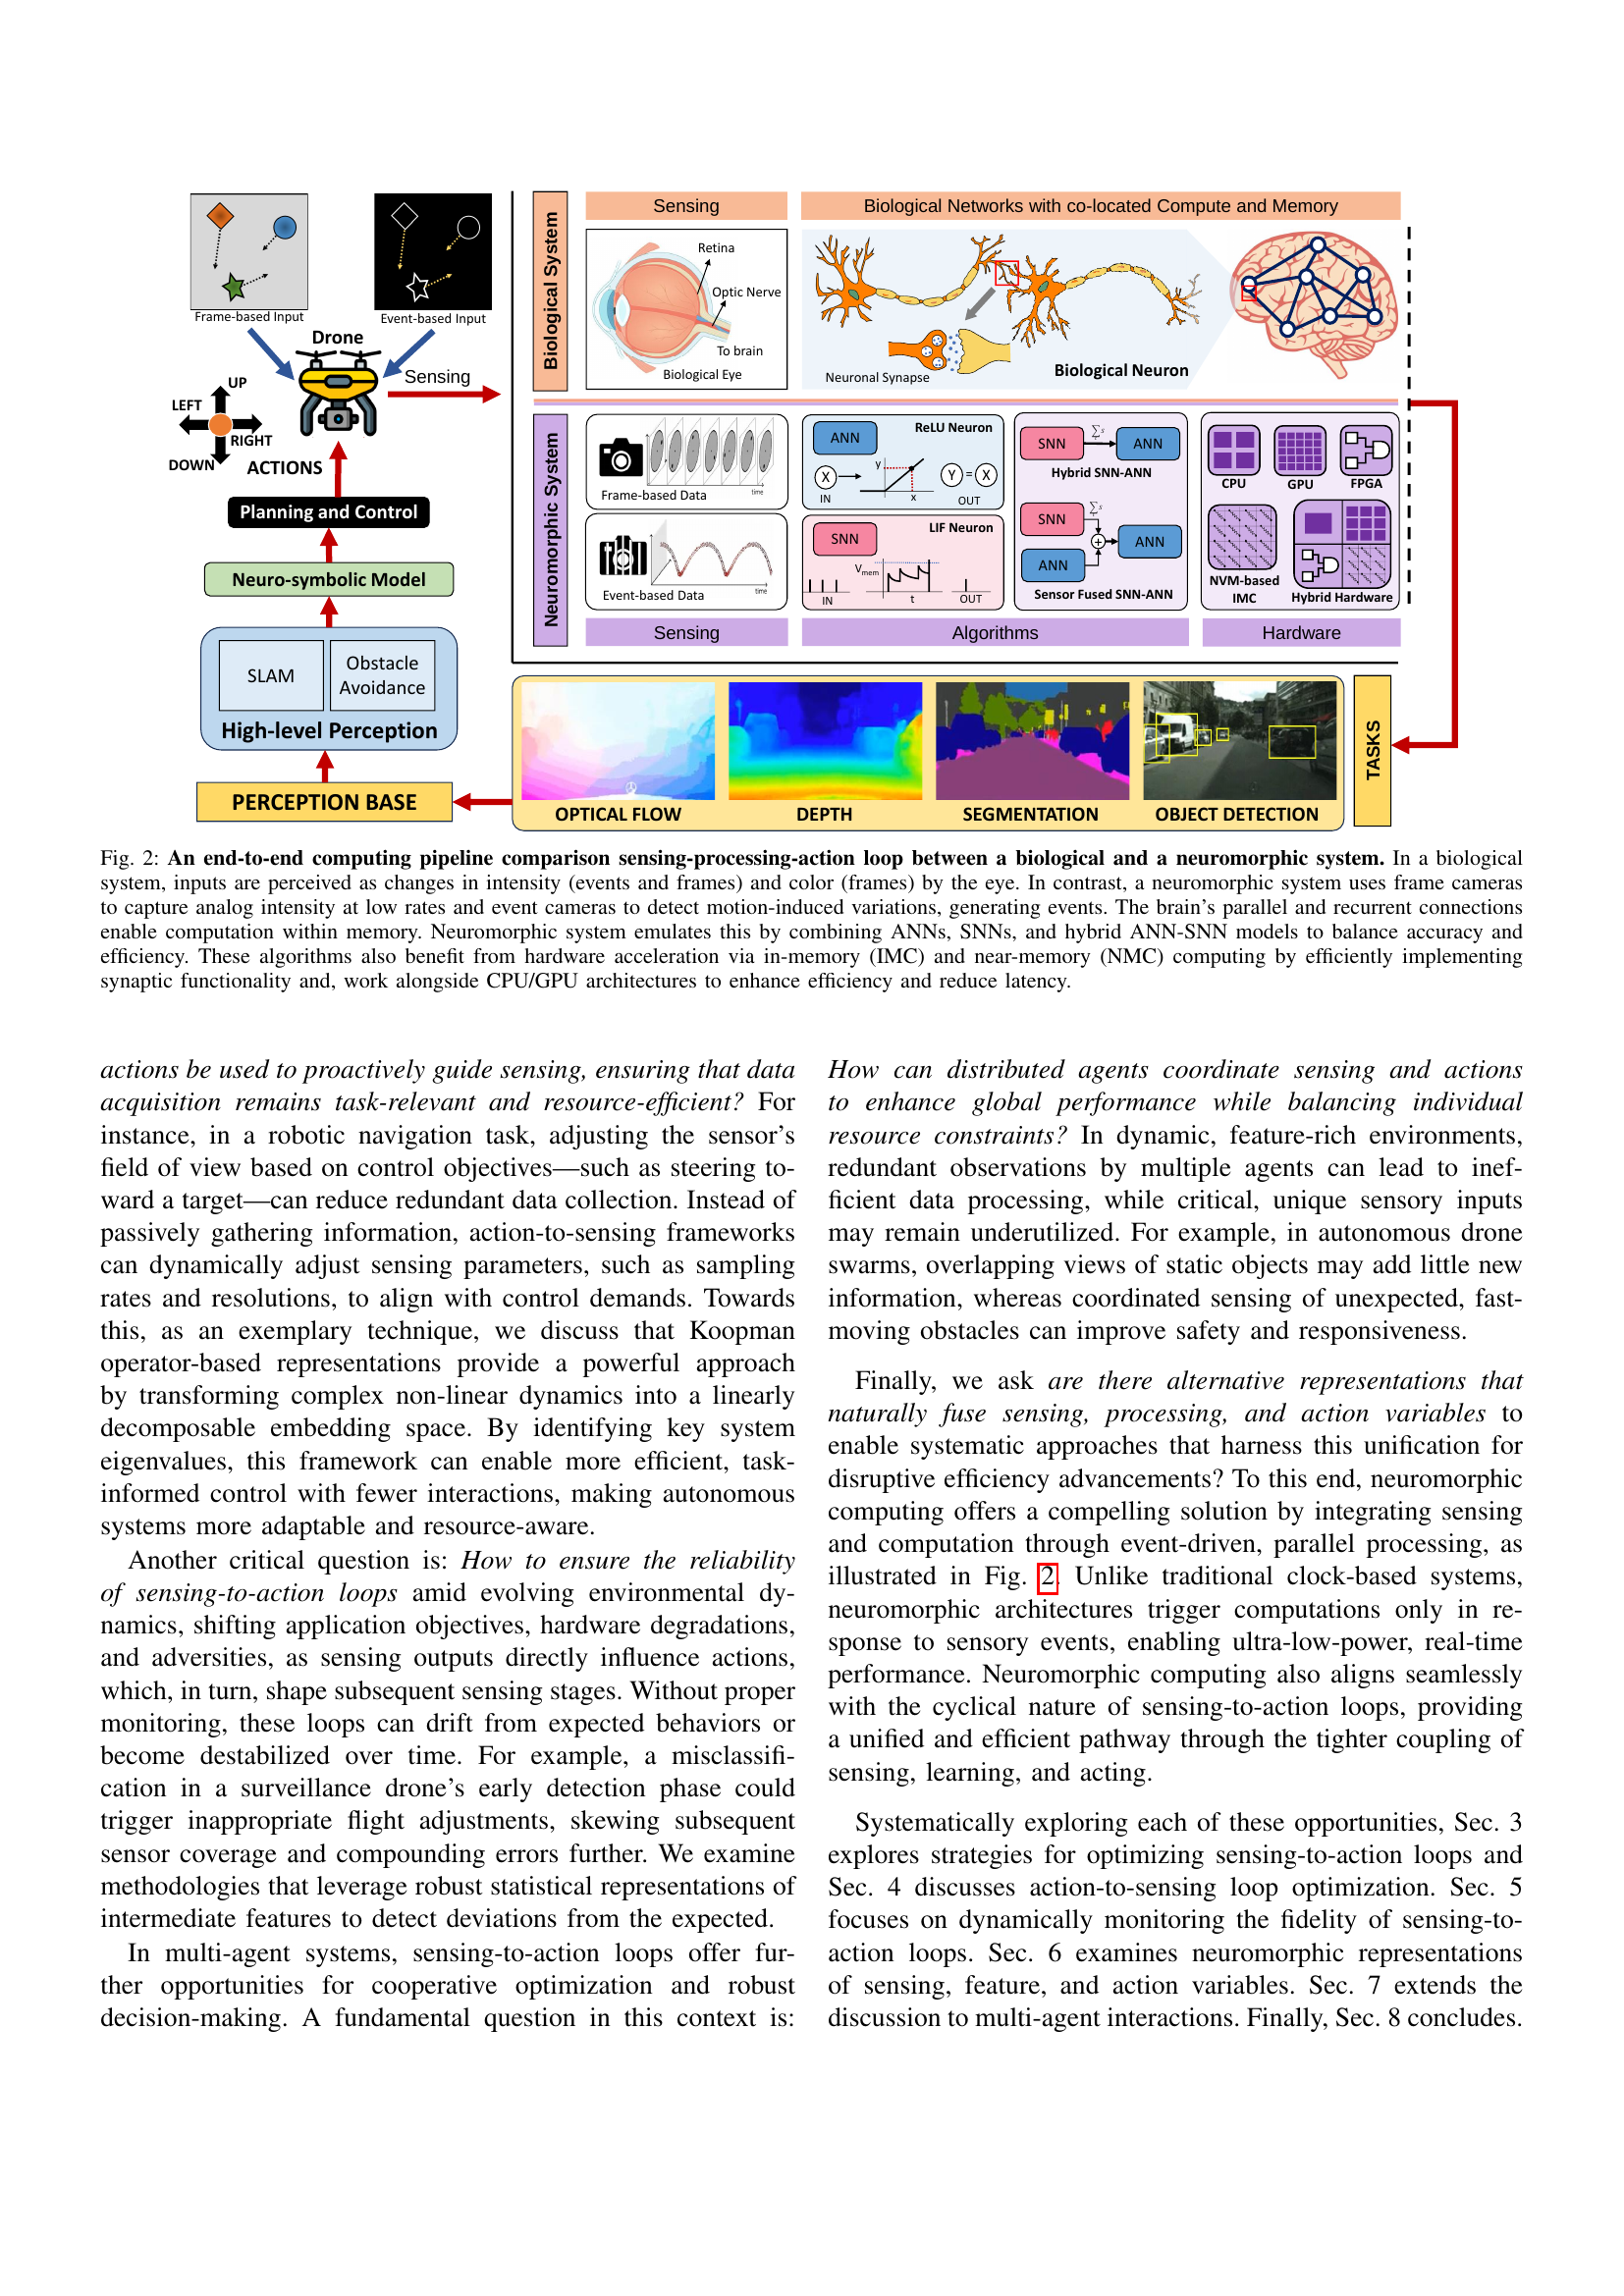 Frame-based Input
Event-based Input
Drone
Sensing
UP
LEFT
RIGHT
DOWN
ACTIONS
Planning and Control
Neuro-symbolic Model
SLAM
Obstacle
Avoidance
High-level Perception
PERCEPTION BASE
Biological System
Sensing
Biological Networks with co-located Compute and Memory
Retina
Optic Nerve
To brain
Biological Eye
Neuronal Synapse
Biological Neuron
Neuromorphic System
Frame-based Data
time
Event-based Data
time
ANN
ReLU Neuron
X
IN
y
x
Y = X
OUT
SNN
LIF Neuron
Vmem
IN
t
OUT
SNN
∑s
ANN
Hybrid SNN-ANN
SNN
∑s
ANN
ANN
Sensor Fused SNN-ANN
CPU
GPU
FPGA
NVM-based
IMC
Hybrid Hardware
Sensing
Algorithms
Hardware
OPTICAL FLOW
DEPTH
SEGMENTATION
OBJECT DETECTION
TASKS
Fig. 2: An end-to-end computing pipeline comparison sensing-processing-action loop between a biological and a neuromorphic system. In a biological
system, inputs are perceived as changes in intensity (events and frames) and color (frames) by the eye. In contrast, a neuromorphic system uses frame cameras
to capture analog intensity at low rates and event cameras to detect motion-induced variations, generating events. The brain's parallel and recurrent connections
enable computation within memory. Neuromorphic system emulates this by combining ANNs, SNNs, and hybrid ANN-SNN models to balance accuracy and
efficiency. These algorithms also benefit from hardware acceleration via in-memory (IMC) and near-memory (NMC) computing by efficiently implementing
synaptic functionality and, work alongside CPU/GPU architectures to enhance efficiency and reduce latency.
actions be used to proactively guide sensing, ensuring that data
acquisition remains task-relevant and resource-efficient? For
instance, in a robotic navigation task, adjusting the sensor's
field of view based on control objectives—such as steering to-
ward a target—can reduce redundant data collection. Instead of
passively gathering information, action-to-sensing frameworks
can dynamically adjust sensing parameters, such as sampling
rates and resolutions, to align with control demands. Towards
this, as an exemplary technique, we discuss that Koopman
operator-based representations provide a powerful approach
by transforming complex non-linear dynamics into a linearly
decomposable embedding space. By identifying key system
eigenvalues, this framework can enable more efficient, task-
informed control with fewer interactions, making autonomous
systems more adaptable and resource-aware.
Another critical question is: How to ensure the reliability
of sensing-to-action loops amid evolving environmental dy-
namics, shifting application objectives, hardware degradations,
and adversities, as sensing outputs directly influence actions,
which, in turn, shape subsequent sensing stages. Without proper
monitoring, these loops can drift from expected behaviors or
become destabilized over time. For example, a misclassifi-
cation in a surveillance drone's early detection phase could
trigger inappropriate flight adjustments, skewing subsequent
sensor coverage and compounding errors further. We examine
methodologies that leverage robust statistical representations of
intermediate features to detect deviations from the expected.
In multi-agent systems, sensing-to-action loops offer fur-
ther opportunities for cooperative optimization and robust
decision-making. A fundamental question in this context is:
How can distributed agents coordinate sensing and actions
to enhance global performance while balancing individual
resource constraints? In dynamic, feature-rich environments,
redundant observations by multiple agents can lead to inef-
ficient data processing, while critical, unique sensory inputs
may remain underutilized. For example, in autonomous drone
swarms, overlapping views of static objects may add little new
information, whereas coordinated sensing of unexpected, fast-
moving obstacles can improve safety and responsiveness.
Finally, we ask are there alternative representations that
naturally fuse sensing, processing, and action variables to
enable systematic approaches that harness this unification for
disruptive efficiency advancements? To this end, neuromorphic
computing offers a compelling solution by integrating sensing
and computation through event-driven, parallel processing, as
illustrated in Fig. 2. Unlike traditional clock-based systems,
neuromorphic architectures trigger computations only in re-
sponse to sensory events, enabling ultra-low-power, real-time
performance. Neuromorphic computing also aligns seamlessly
with the cyclical nature of sensing-to-action loops, providing
a unified and efficient pathway through the tighter coupling of
sensing, learning, and acting.
Systematically exploring each of these opportunities, Sec. 3
explores strategies for optimizing sensing-to-action loops and
Sec. 4 discusses action-to-sensing loop optimization. Sec. 5
focuses on dynamically monitoring the fidelity of sensing-to-
action loops. Sec. 6 examines neuromorphic representations
of sensing, feature, and action variables. Sec. 7 extends the
discussion to multi-agent interactions. Finally, Sec. 8 concludes.